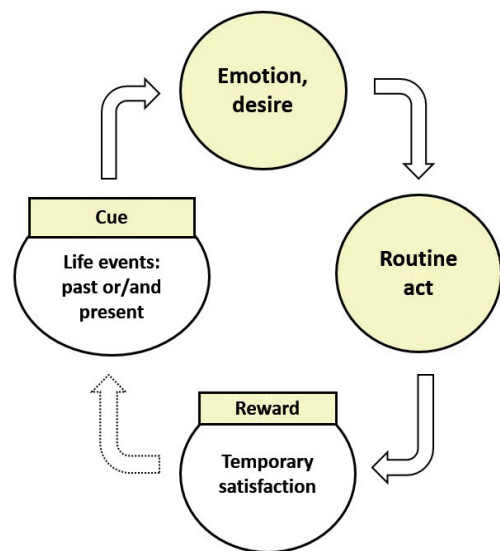 Emotion,
desire
Cue
Life events:
past or/and
present
Routine
act
Reward
Temporary
satisfaction